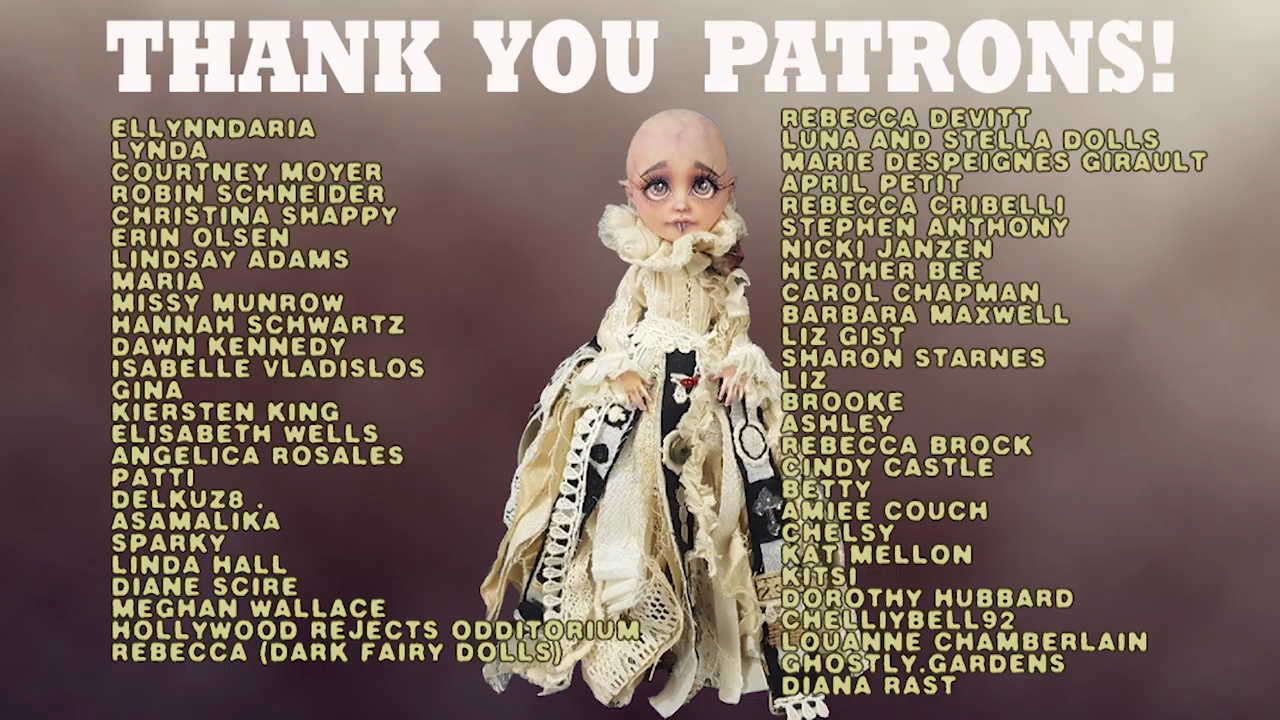 THANK YOU PATRONS!
ELLYNNDARIA
LYNDA
COURTNEY MOYER
ROBIN SCHNEIDER
CHRISTINA SHAPPY
ERIN OLSEN
LINDSAY ADAMS
MARIA
MISSY MUNROW
HANNAH SCHWARTZ
DAWN KENNEDY
ISABELLE VLADISLOS
GINA
KIERSTEN KING
ELISABETH WELLS
ANGELICA ROSALES
PATTI
DELKUZ8 .
ASAMALIKA
SPARKY
LINDA HALL
DIANE SCIRE
MEGHAN WALLACE
HOLLYWOOD REJECTS ODDITORIUM
REBECCA (DARK FAIRY DOLLS)
REBECCA DEVITT
LUNA AND STELLA DOLLS
MARIE DESPEIGNES GIRAULT
APRIL PETIT
REBECCA CRIBELLI
STEPHEN ANTHONY
NICKI JANZEN
HEATHER BEE
CAROL CHAPMAN
BARBARA MAXWELL
LIZ GIST
SHARON STARNES
LIZ
BROOKE
ASHLEY
REBECCA BROCK
CINDY CASTLE
BETTY
AMIEE COUCH
CHELSY
KAT MELLON
KITSI
DOROTHY HUBBARD
CHELLIYBELL92
LOUANNE CHAMBERLAIN
GHOSTLY.GARDENS
DIANA RAST